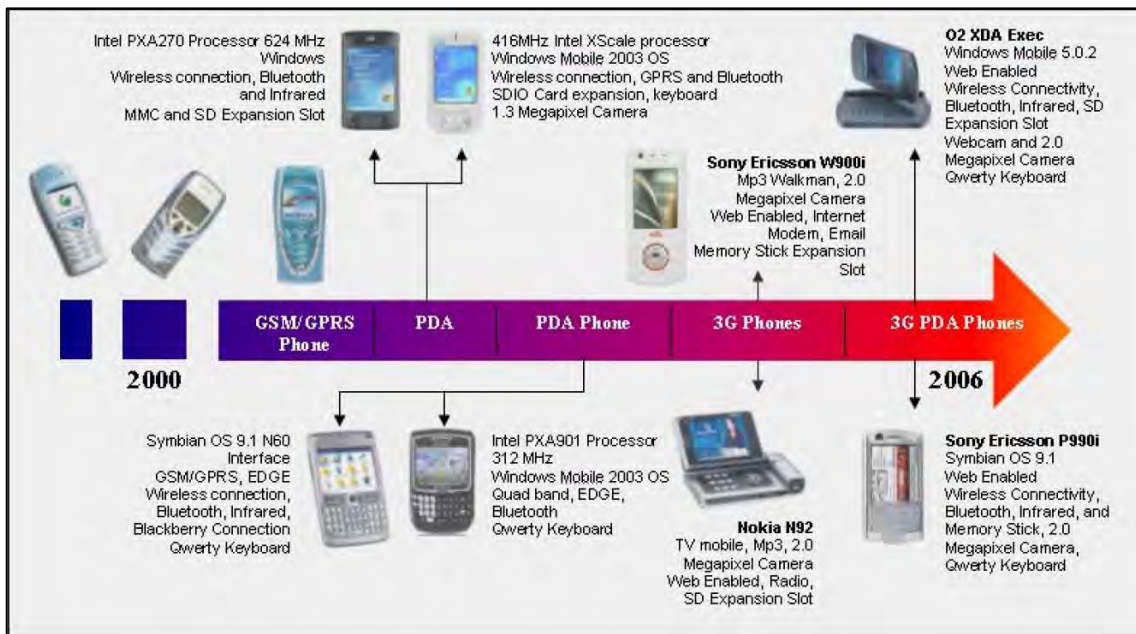 Intel PXA270 Processor 624 MHz
Windows
Wireless connection, Bluetooth
and Infrared
MMC and SD Expansion Slot
416MHz Intel XScale processor
Windows Mobile 2003 OS
Wireless connection, GPRS and Bluetooth
SDIO Card expansion, keyboard
1.3 Megapixel Camera
O2 XDA Exec
Windows Mobile 5.0.2
Web Enabled
Wireless Connectivity,
Bluetooth, Infrared, SD
Expansion Slot
Webcam and 2.0
Megapixel Camera
Qwerty Keyboard
Sony Ericsson W900i
Mp3 Walkman, 2.0
Megapixel Camera
Web Enabled, Internet
Modem, Email
Memory Stick Expansion
Slot
GSM/GPRS
Phone
PDA
PDA Phone
3G Phones
3G PDA Phones
2000
2006
Symbian OS 9.1 N60
Interface
GSM/GPRS, EDGE
Wireless connection,
Bluetooth, Infrared,
Blackberry Connection
Qwerty Keyboard
Intel PXA901 Processor
312 MHz
Windows Mobile 2003 OS
Quad band, EDGE,
Bluetooth
Qwerty Keyboard
Nokia N92
TV mobile, Mp3, 2.0
Megapixel Camera
Web Enabled, Radio,
SD Expansion Slot
Sony Ericsson P990i
Symbian OS 9.1
Web Enabled
Wireless Connectivity,
Bluetooth, Infrared, and
Memory Stick, 2.0
Megapixel Camera,
Qwerty Keyboard